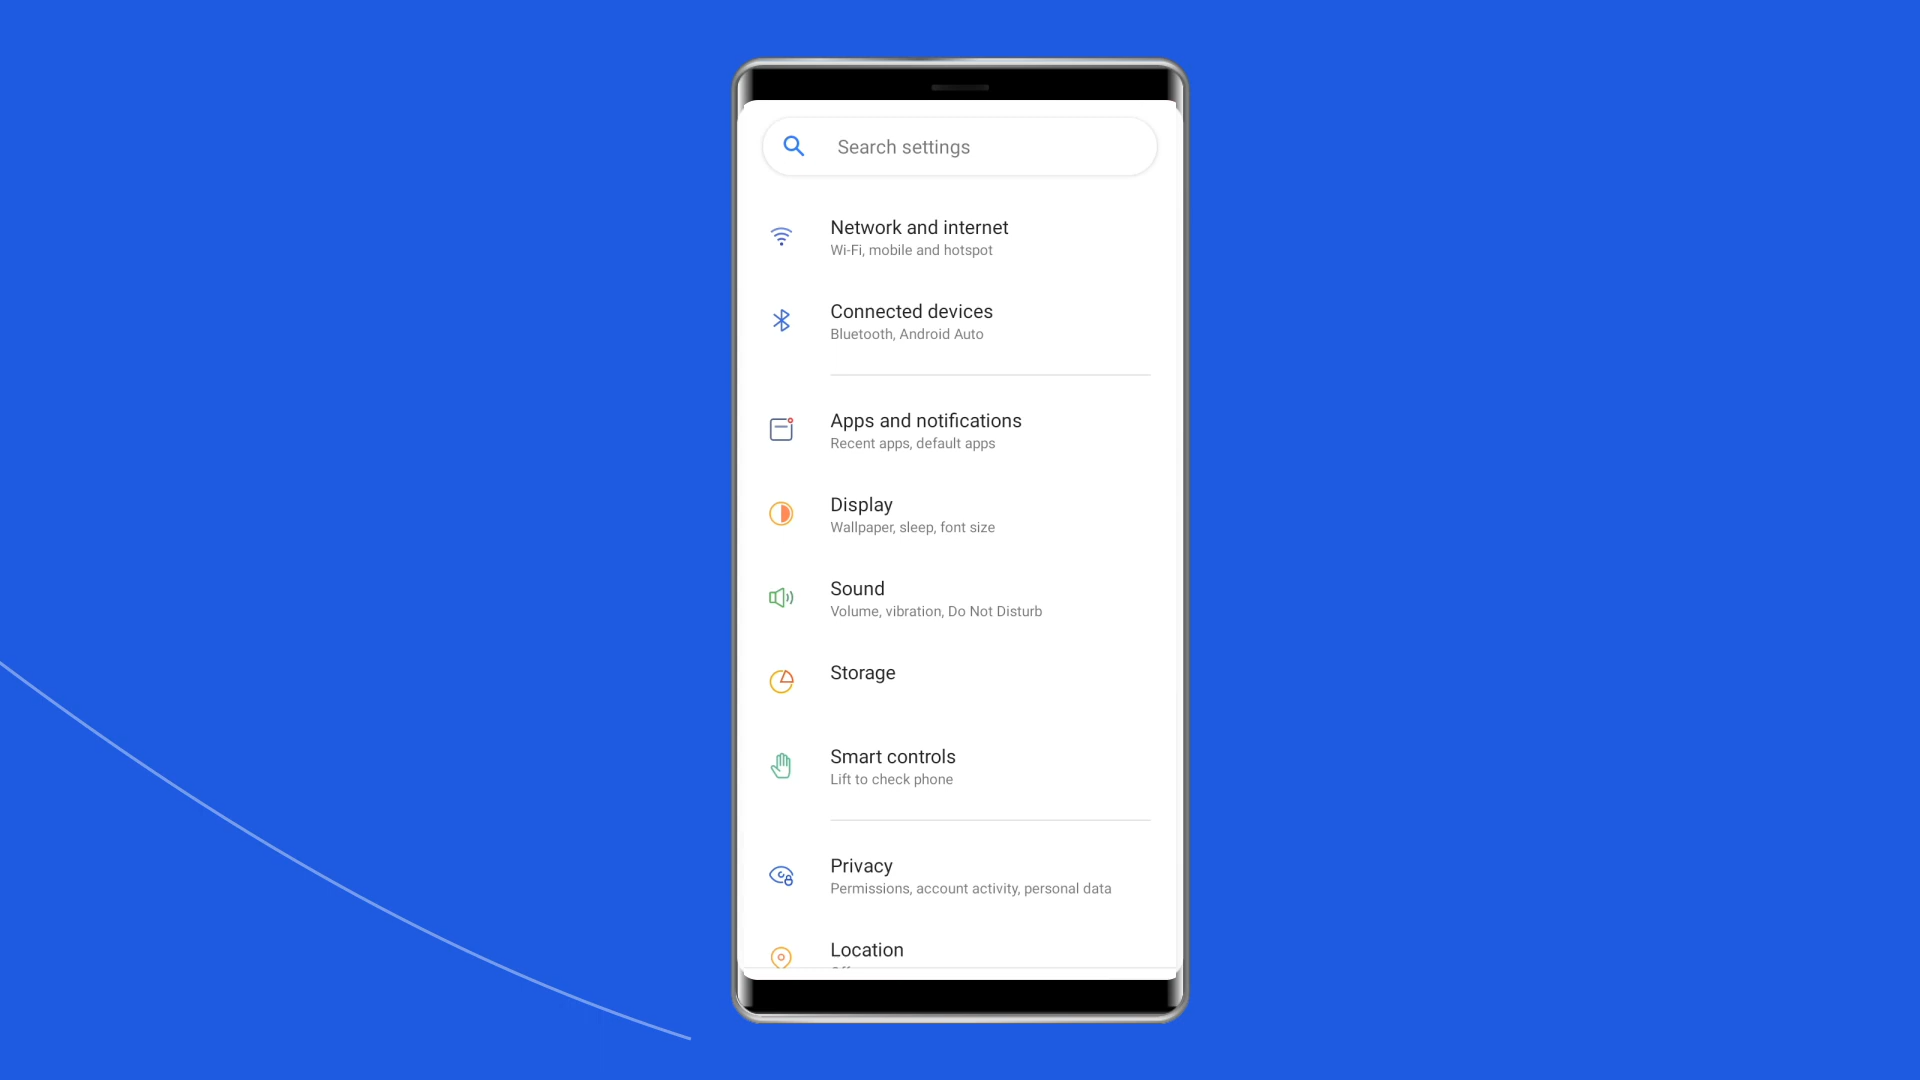 Search settings
Network and internet
Wi-Fi, mobile and hotspot
Connected devices
Bluetooth, Android Auto
Apps and notifications
Recent apps, default apps
Display
Wallpaper, sleep, font size
Sound
Volume, vibration, Do Not Disturb
Storage
Smart controls
Lift to check phone
Privacy
Permissions, account activity, personal data
Location